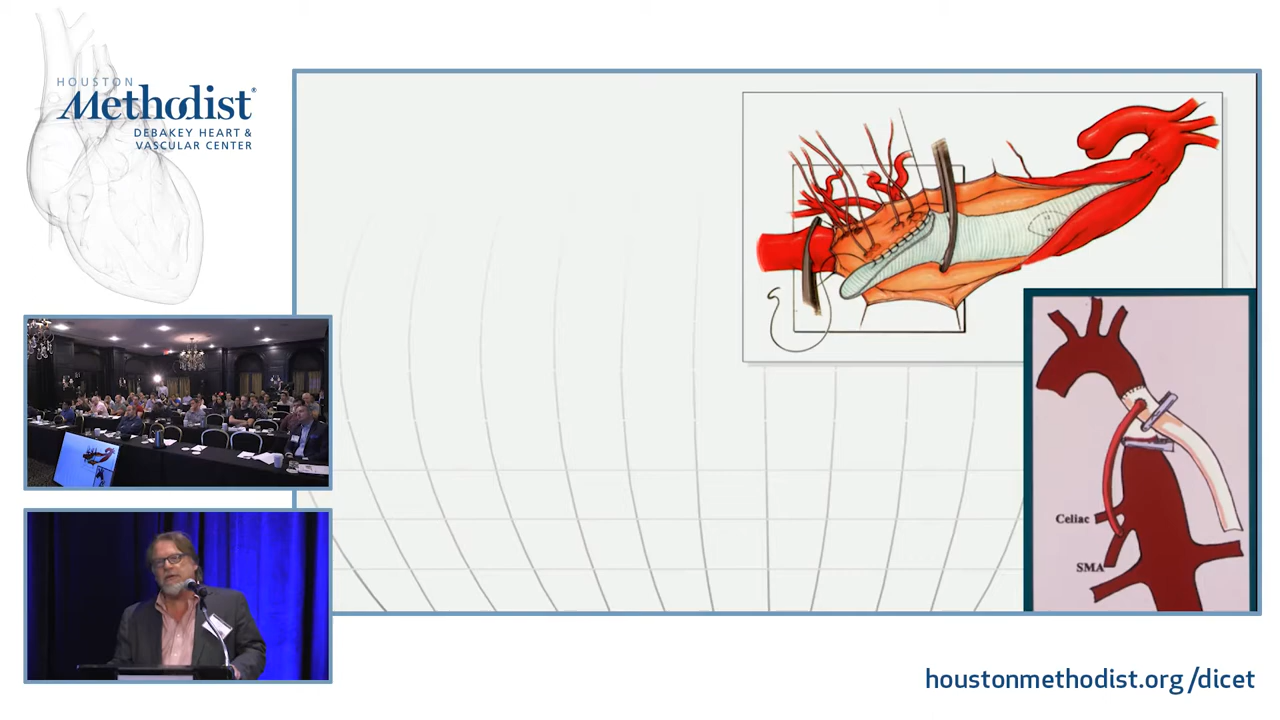 HOUSTON
Methodist®
DEBAKEY HEART &
VASCULAR CENTER
Celiac
SMA
houstonmethodist.org/dicet